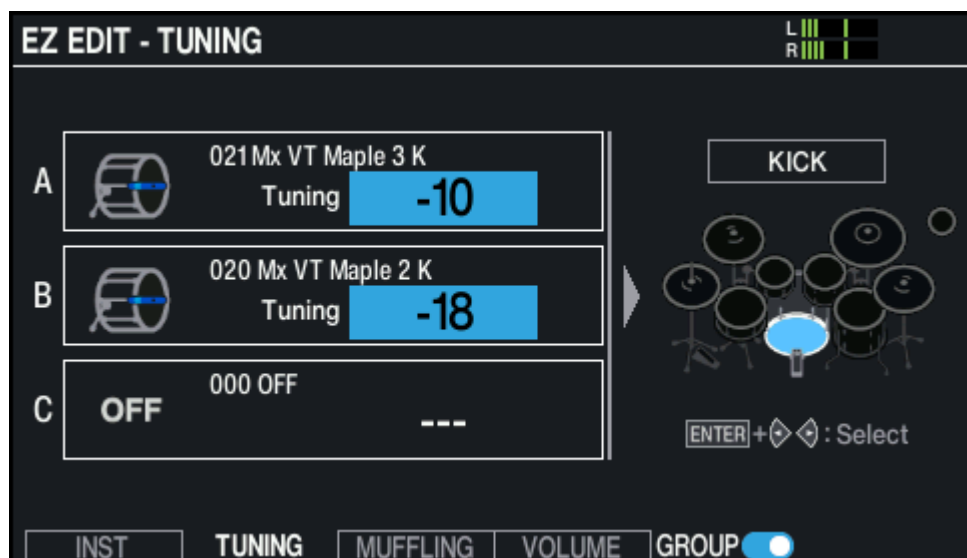 EZ EDIT - TUNING
L
R
A
021 Mx VT Maple 3 K
Tuning -10
B
020 Mx VT Maple 2 K
Tuning -18
C
OFF
000 OFF
---
KICK
ENTER + : Select
INST TUNING MUFFLING VOLUME GROUP